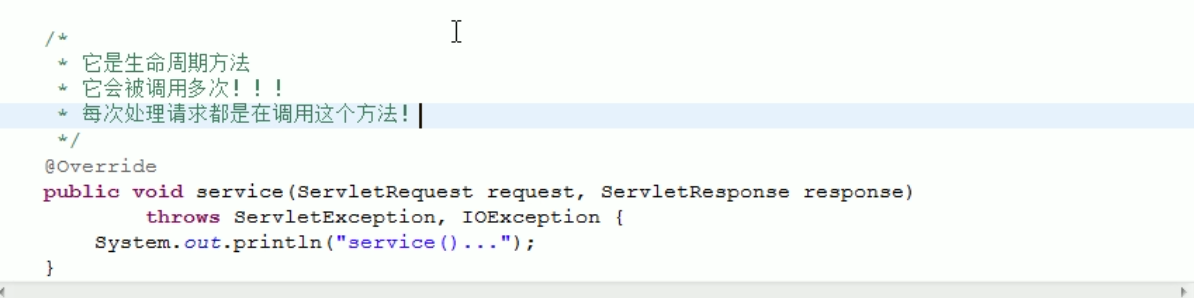 /*
* 它是生命周期方法
* 它会被调用多次！！！
* 每次处理请求都是在调用这个方法！
*/
@Override
public void service(ServletRequest request, ServletResponse response)
throws ServletException, IOException {
System.out.println("service()...");
}